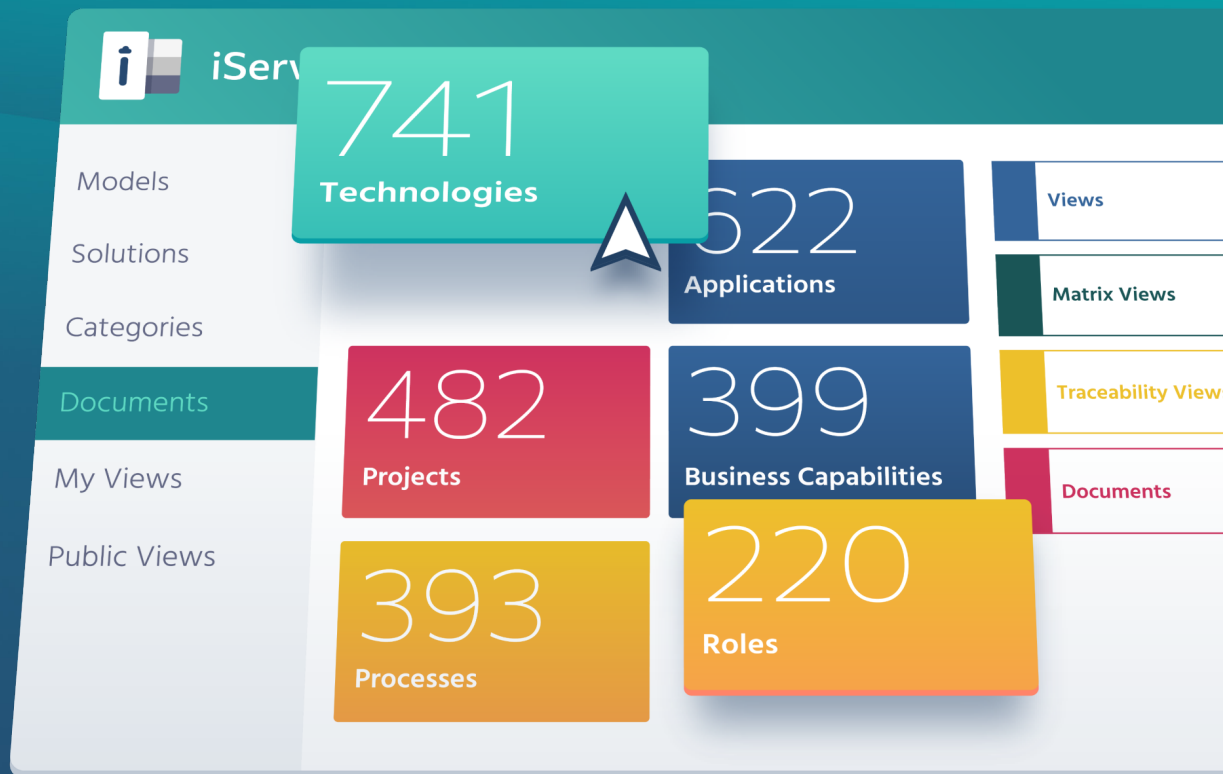 i
iServ
741
Technologies
622
Applications
482
Projects
399
Business Capabilities
393
Processes
220
Roles
Models
Solutions
Categories
Documents
My Views
Public Views
Views
Matrix Views
Traceability View
Documents